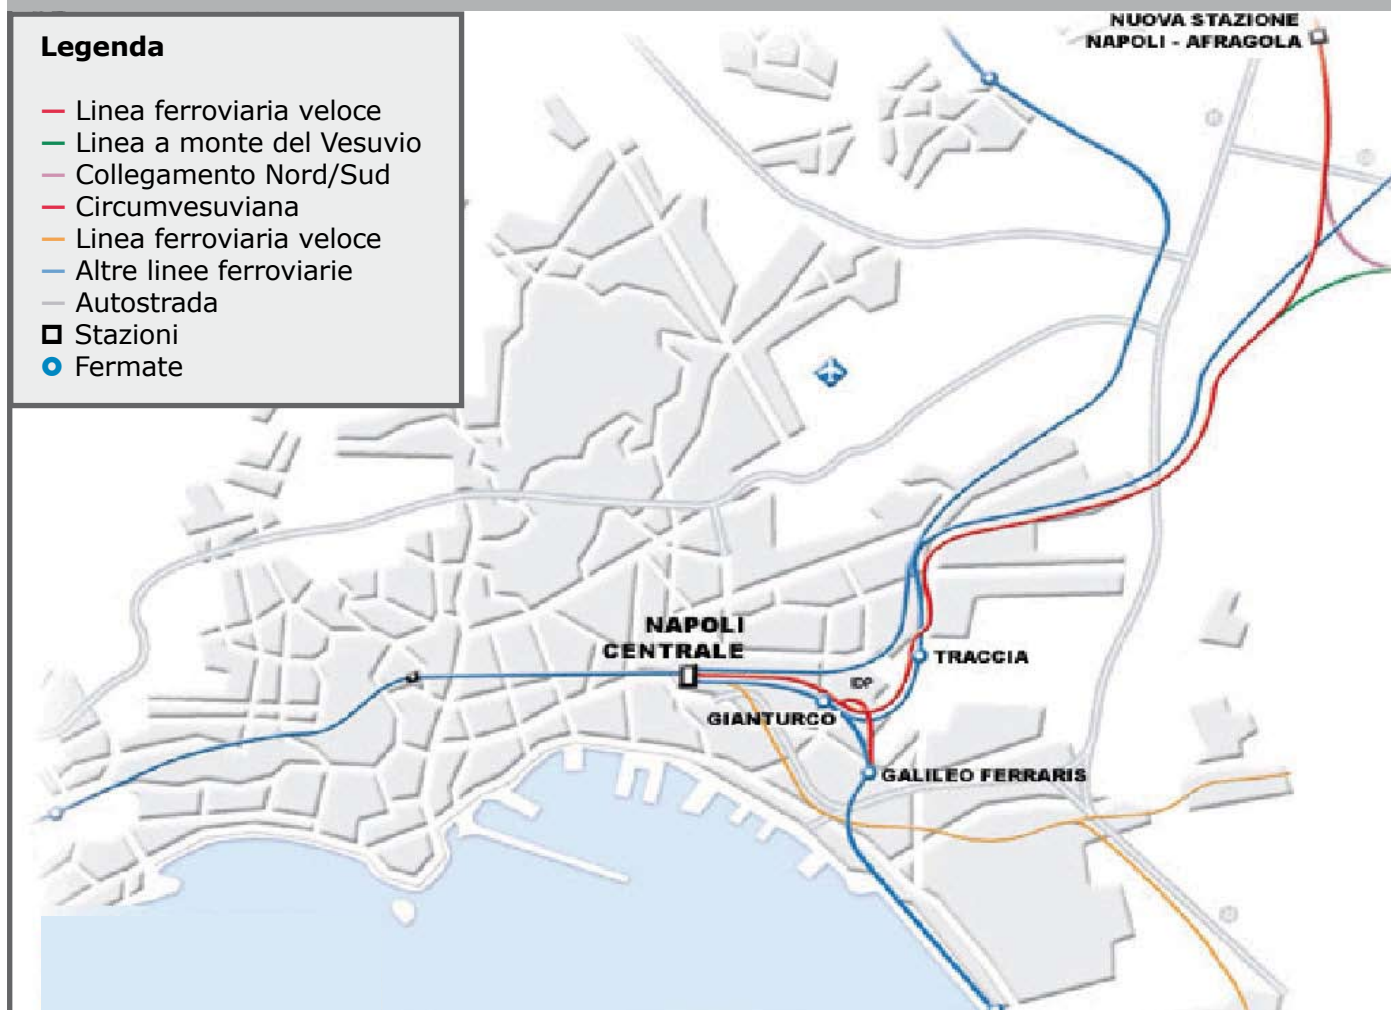 Legenda
Linea ferroviaria veloce
Linea a monte del Vesuvio
Collegamento Nord/Sud
Circumvesuviana
Linea ferroviaria veloce
Altre linee ferroviarie
Autostrada
Stazioni
Fermate
NUOVA STAZIONE
NAPOLI - AFRAGOLA
NAPOLI
CENTRALE
TRACCIA
IDP
GIANTURCO
GALILEO FERRARIS